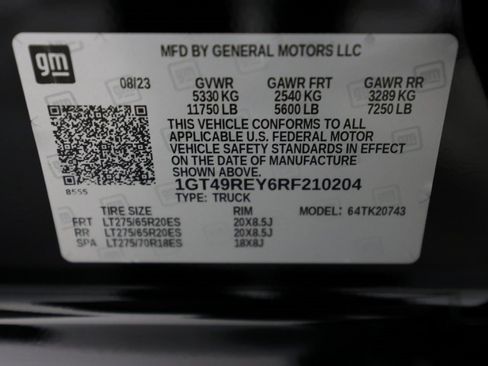 gm
MFD BY GENERAL MOTORS LLC
08/23 GVWR GAWR FRT GAWR RR
5330 KG 2540 KG 3289 KG
11750 LB 5600 LB 7250 LB
THIS VEHICLE CONFORMS TO ALL
APPLICABLE U.S. FEDERAL MOTOR
VEHICLE SAFETY STANDARDS IN EFFECT
ON THE DATE OF MANUFACTURE
SHOWN ABOVE.
8555 1GT49REY6RF210204
TYPE: TRUCK
TIRE SIZE RIM MODEL: 64TK20743
FRT LT275/65R20ES 20X8.5J
RR LT275/65R20ES 20X8.5J
SPA LT275/70R18ES 18X8J